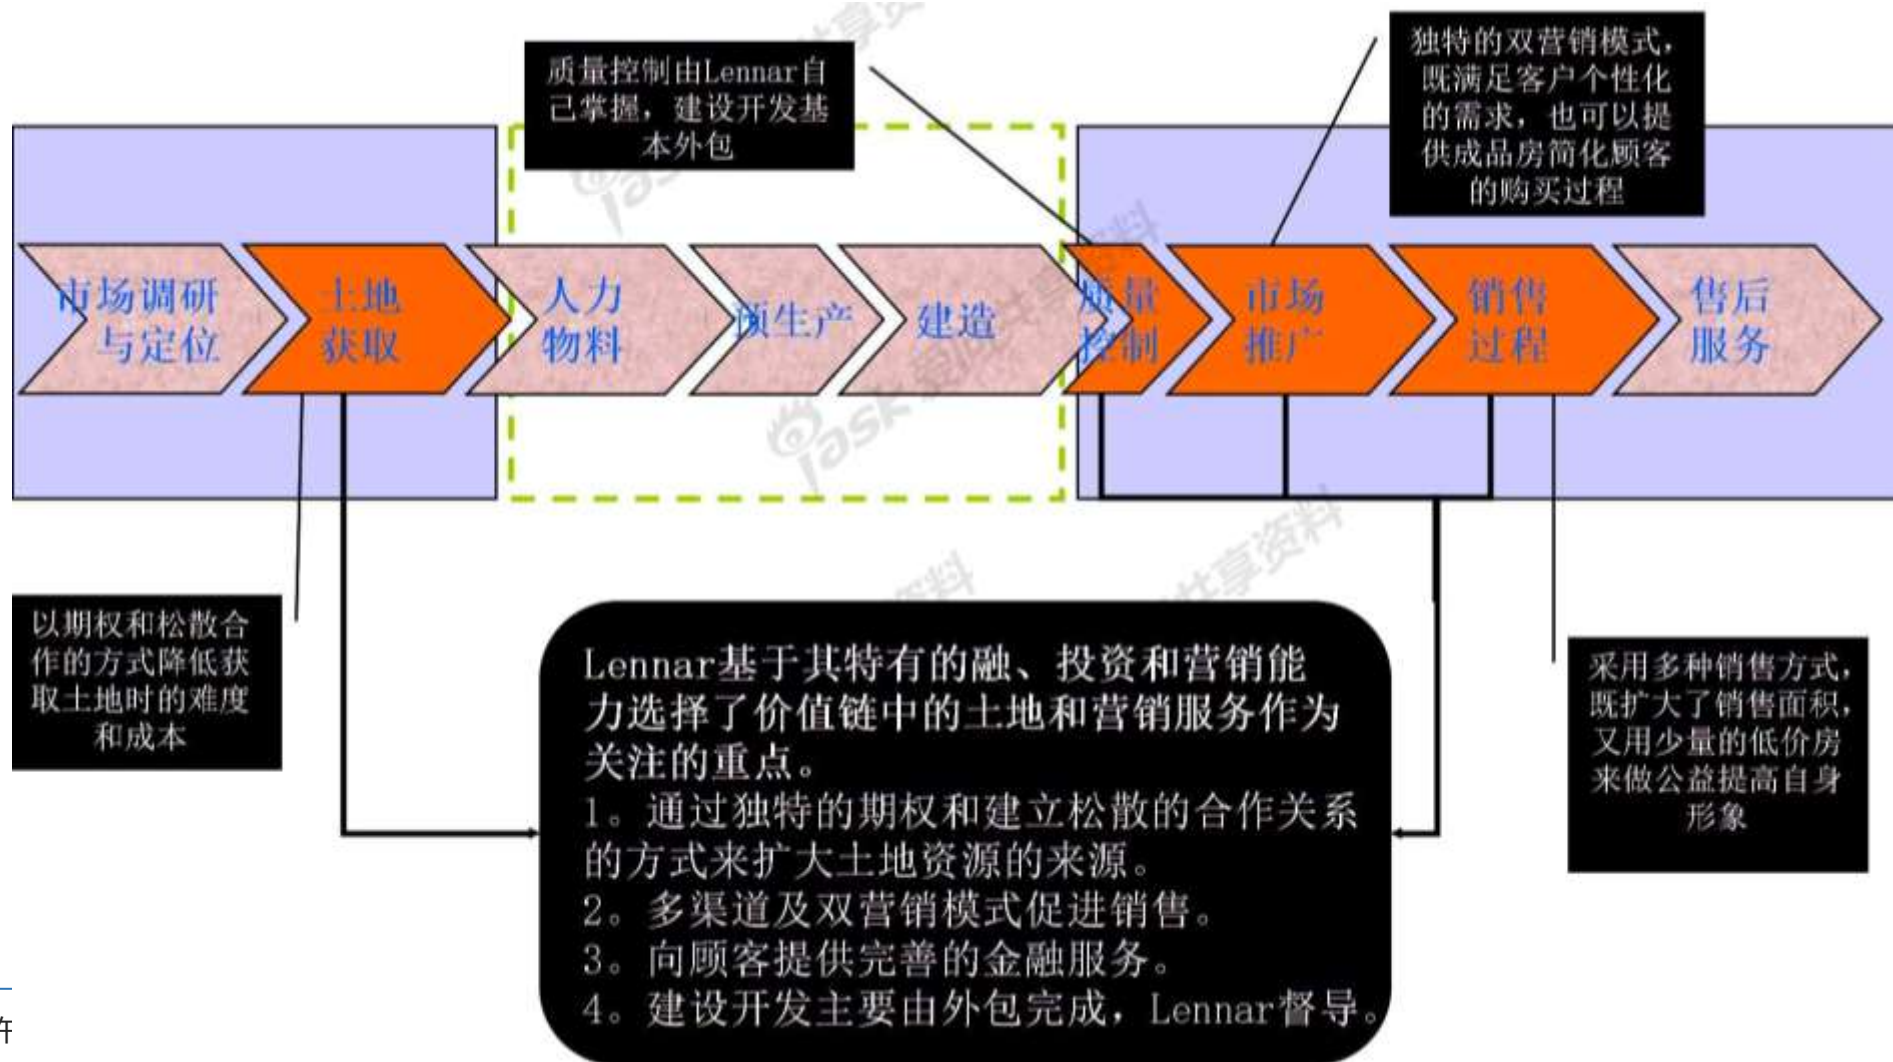 质量控制由Lennar自
己掌握，建设开发基
本外包
独特的双营销模式，
既满足客户个性化
的需求，也可以提
供成品房简化顾客
的购买过程
市场调研
与定位
土地
获取
人力
物料
预生产
建造
质量
控制
市场
推广
销售
过程
售后
服务
以期权和松散合
作的方式降低获
取土地时的难度
和成本
Lennar基于其特有的融、投资和营销能
力选择了价值链中的土地和营销服务作为
关注的重点。
1。通过独特的期权和建立松散的合作关系
的方式来扩大土地资源的来源。
2。多渠道及双营销模式促进销售。
3。向顾客提供完善的金融服务。
4。建设开发主要由外包完成，Lennar督导。
采用多种销售方式，
既扩大了销售面积，
又用少量的低价房
来做公益提高自身
形象
iask 爱问共享资料
共享资料
资料